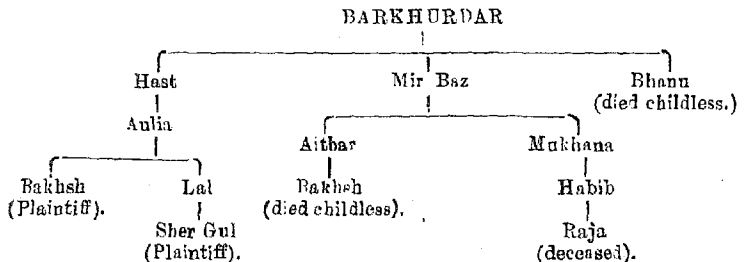 BARKHURDAR
Hast Mir Baz Bhanu
(died childless.)
Aulia
Aitbar Mukhana
Bakhsh Lal Bakhsh Habib
(Plaintiff). (died childless).
Sher Gul Raja
(Plaintiff). (deceased).